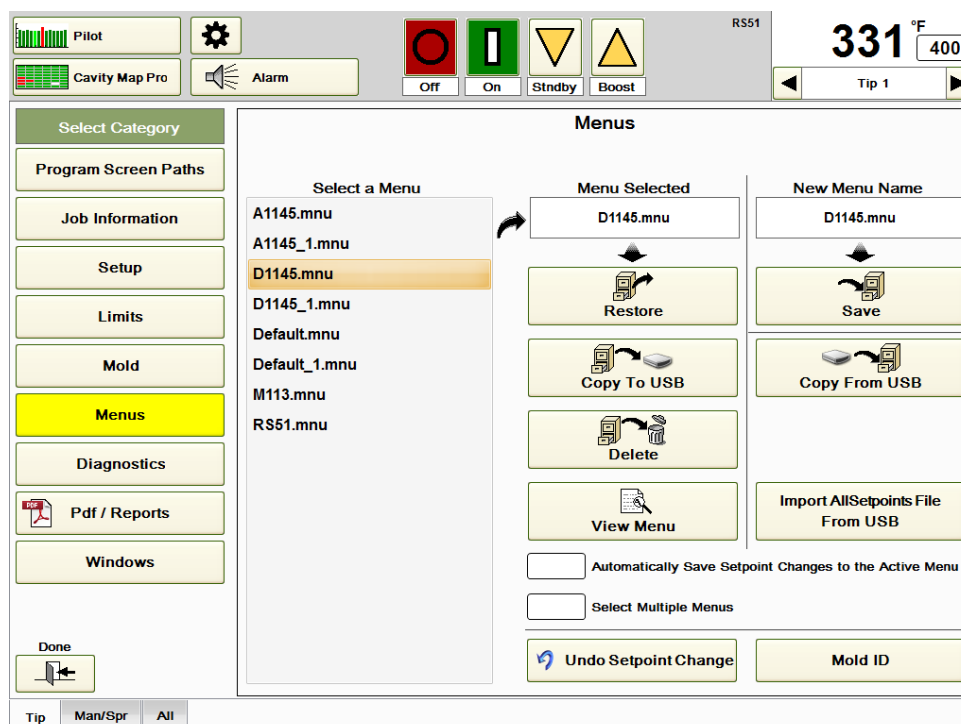 Pilot
RS51
331 °F
400
Cavity Map Pro
Alarm
Off
On
Stndby
Boost
Tip 1
Select Category
Program Screen Paths
Job Information
Setup
Limits
Mold
Menus
Diagnostics
PDF
Pdf / Reports
Windows
Done
Menus
Select a Menu
A1145.mnu
A1145_1.mnu
D1145.mnu
D1145_1.mnu
Default.mnu
Default_1.mnu
M113.mnu
RS51.mnu
Menu Selected
D1145.mnu
Restore
Copy To USB
Delete
View Menu
New Menu Name
D1145.mnu
Save
Copy From USB
Import AllSetpoints File
From USB
Automatically Save Setpoint Changes to the Active Menu
Select Multiple Menus
Undo Setpoint Change
Mold ID
Tip
Man/Spr
All